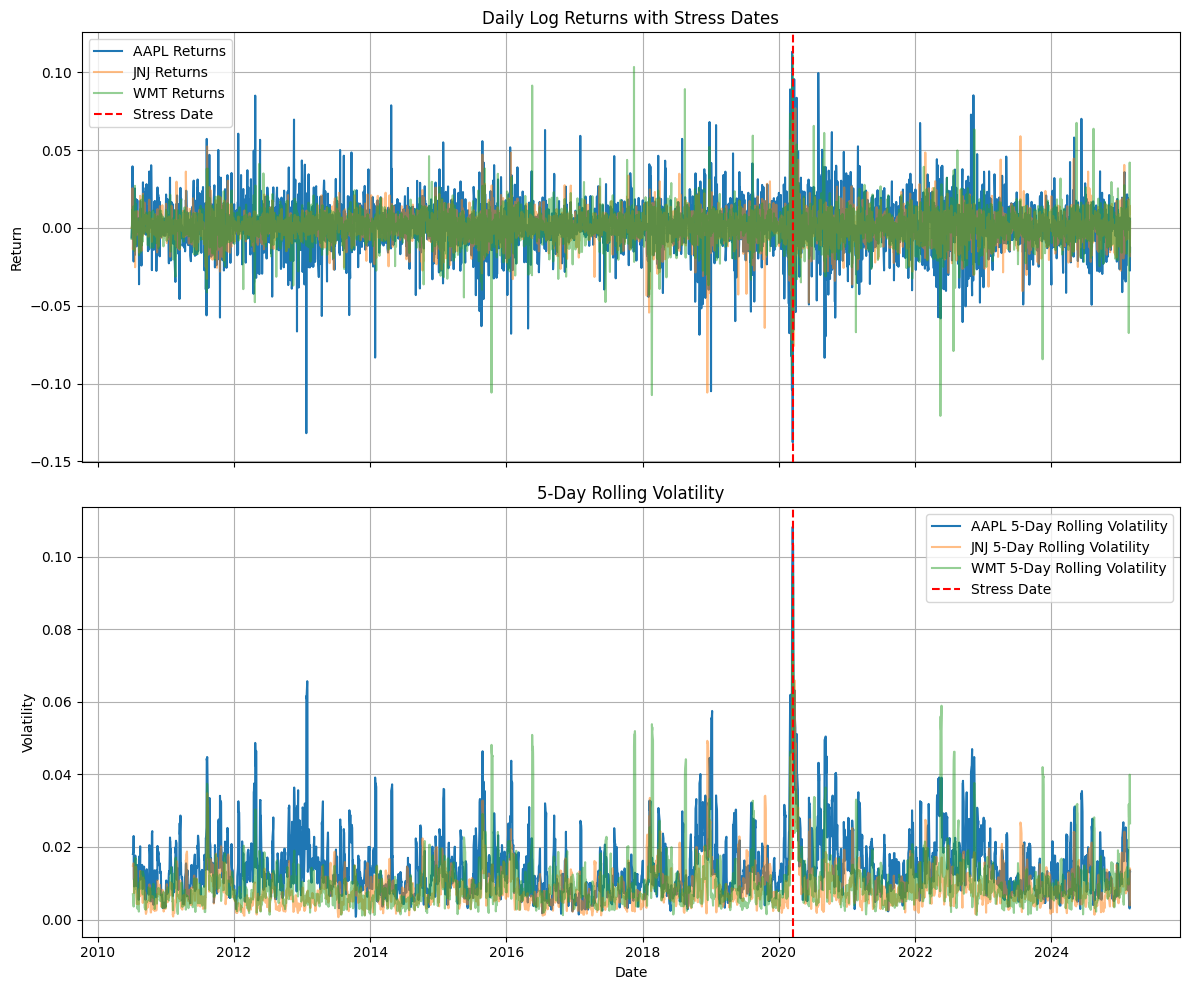 Daily Log Returns with Stress Dates
AAPL Returns
JNJ Returns
WMT Returns
Stress Date
Return
0.10
0.05
0.00
−0.05
−0.10
−0.15
5-Day Rolling Volatility
AAPL 5-Day Rolling Volatility
JNJ 5-Day Rolling Volatility
WMT 5-Day Rolling Volatility
Stress Date
Volatility
0.10
0.08
0.06
0.04
0.02
0.00
2010 2012 2014 2016 2018 2020 2022 2024
Date